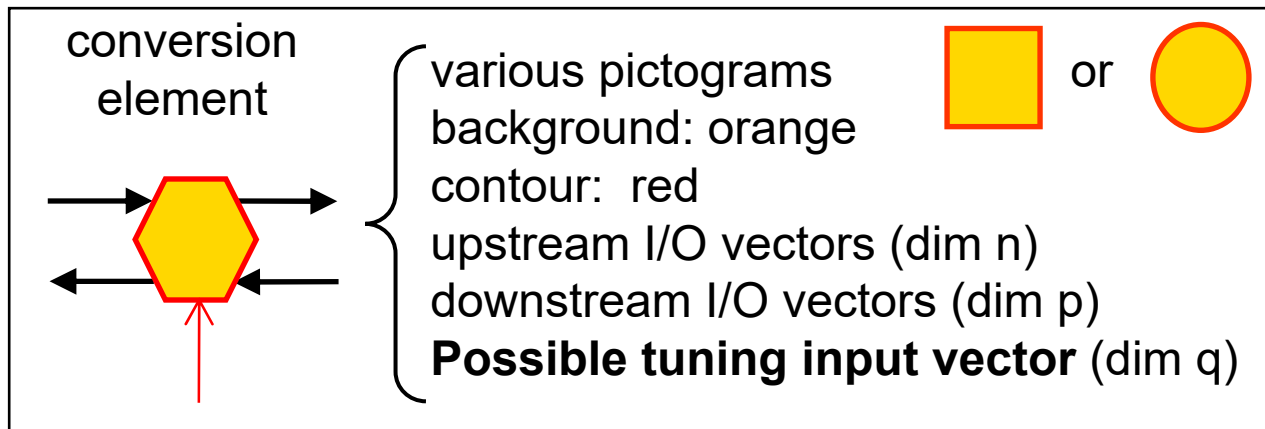 conversion
element
various pictograms
or
background: orange
contour: red
upstream I/O vectors (dim n)
downstream I/O vectors (dim p)
Possible tuning input vector (dim q)